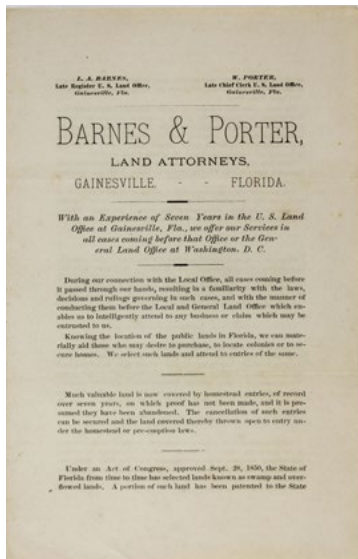 L. A. BARNES,
Late Register U. S. Land Office,
Gainesville, Fla.
W. PORTER,
Late Chief Clerk U. S. Land Office,
Gainesville, Fla.
BARNES & PORTER,
LAND ATTORNEYS,
GAINESVILLE, - - FLORIDA.
With an Experience of Seven Years in the U. S. Land
Office at Gainesville, Fla., we offer our Services in
all cases coming before that Office or the Gen-
eral Land Office at Washington. D. C.
During our connection with the Local Office, all cases coming before
it passed through our hands, resulting in a familiarity with the laws,
decisions and rulings governing in such cases, and with the manner of
conducting them before the Local and General Land Office which ena-
bles us to intelligently attend to any business or claim which may be
entrusted to us.
Knowing the location of the public lands in Florida, we can mate-
rially aid those who may desire to purchase, to locate colonies or to se-
cure homes. We select such lands and attend to entries of the same.
Much valuable land is now covered by homestead entries, of record
over seven years, on which proof has not been made, and it is pre-
sumed they have been abandoned. The cancellation of such entries
can be secured and the land covered thereby thrown open to entry un-
der the homestead or pre-emption laws.
Under an Act of Congress, approved Sept. 28, 1850, the State of
Florida from time to time has selected lands known as swamp and over-
flowed lands. A portion of such land has been patented to the State